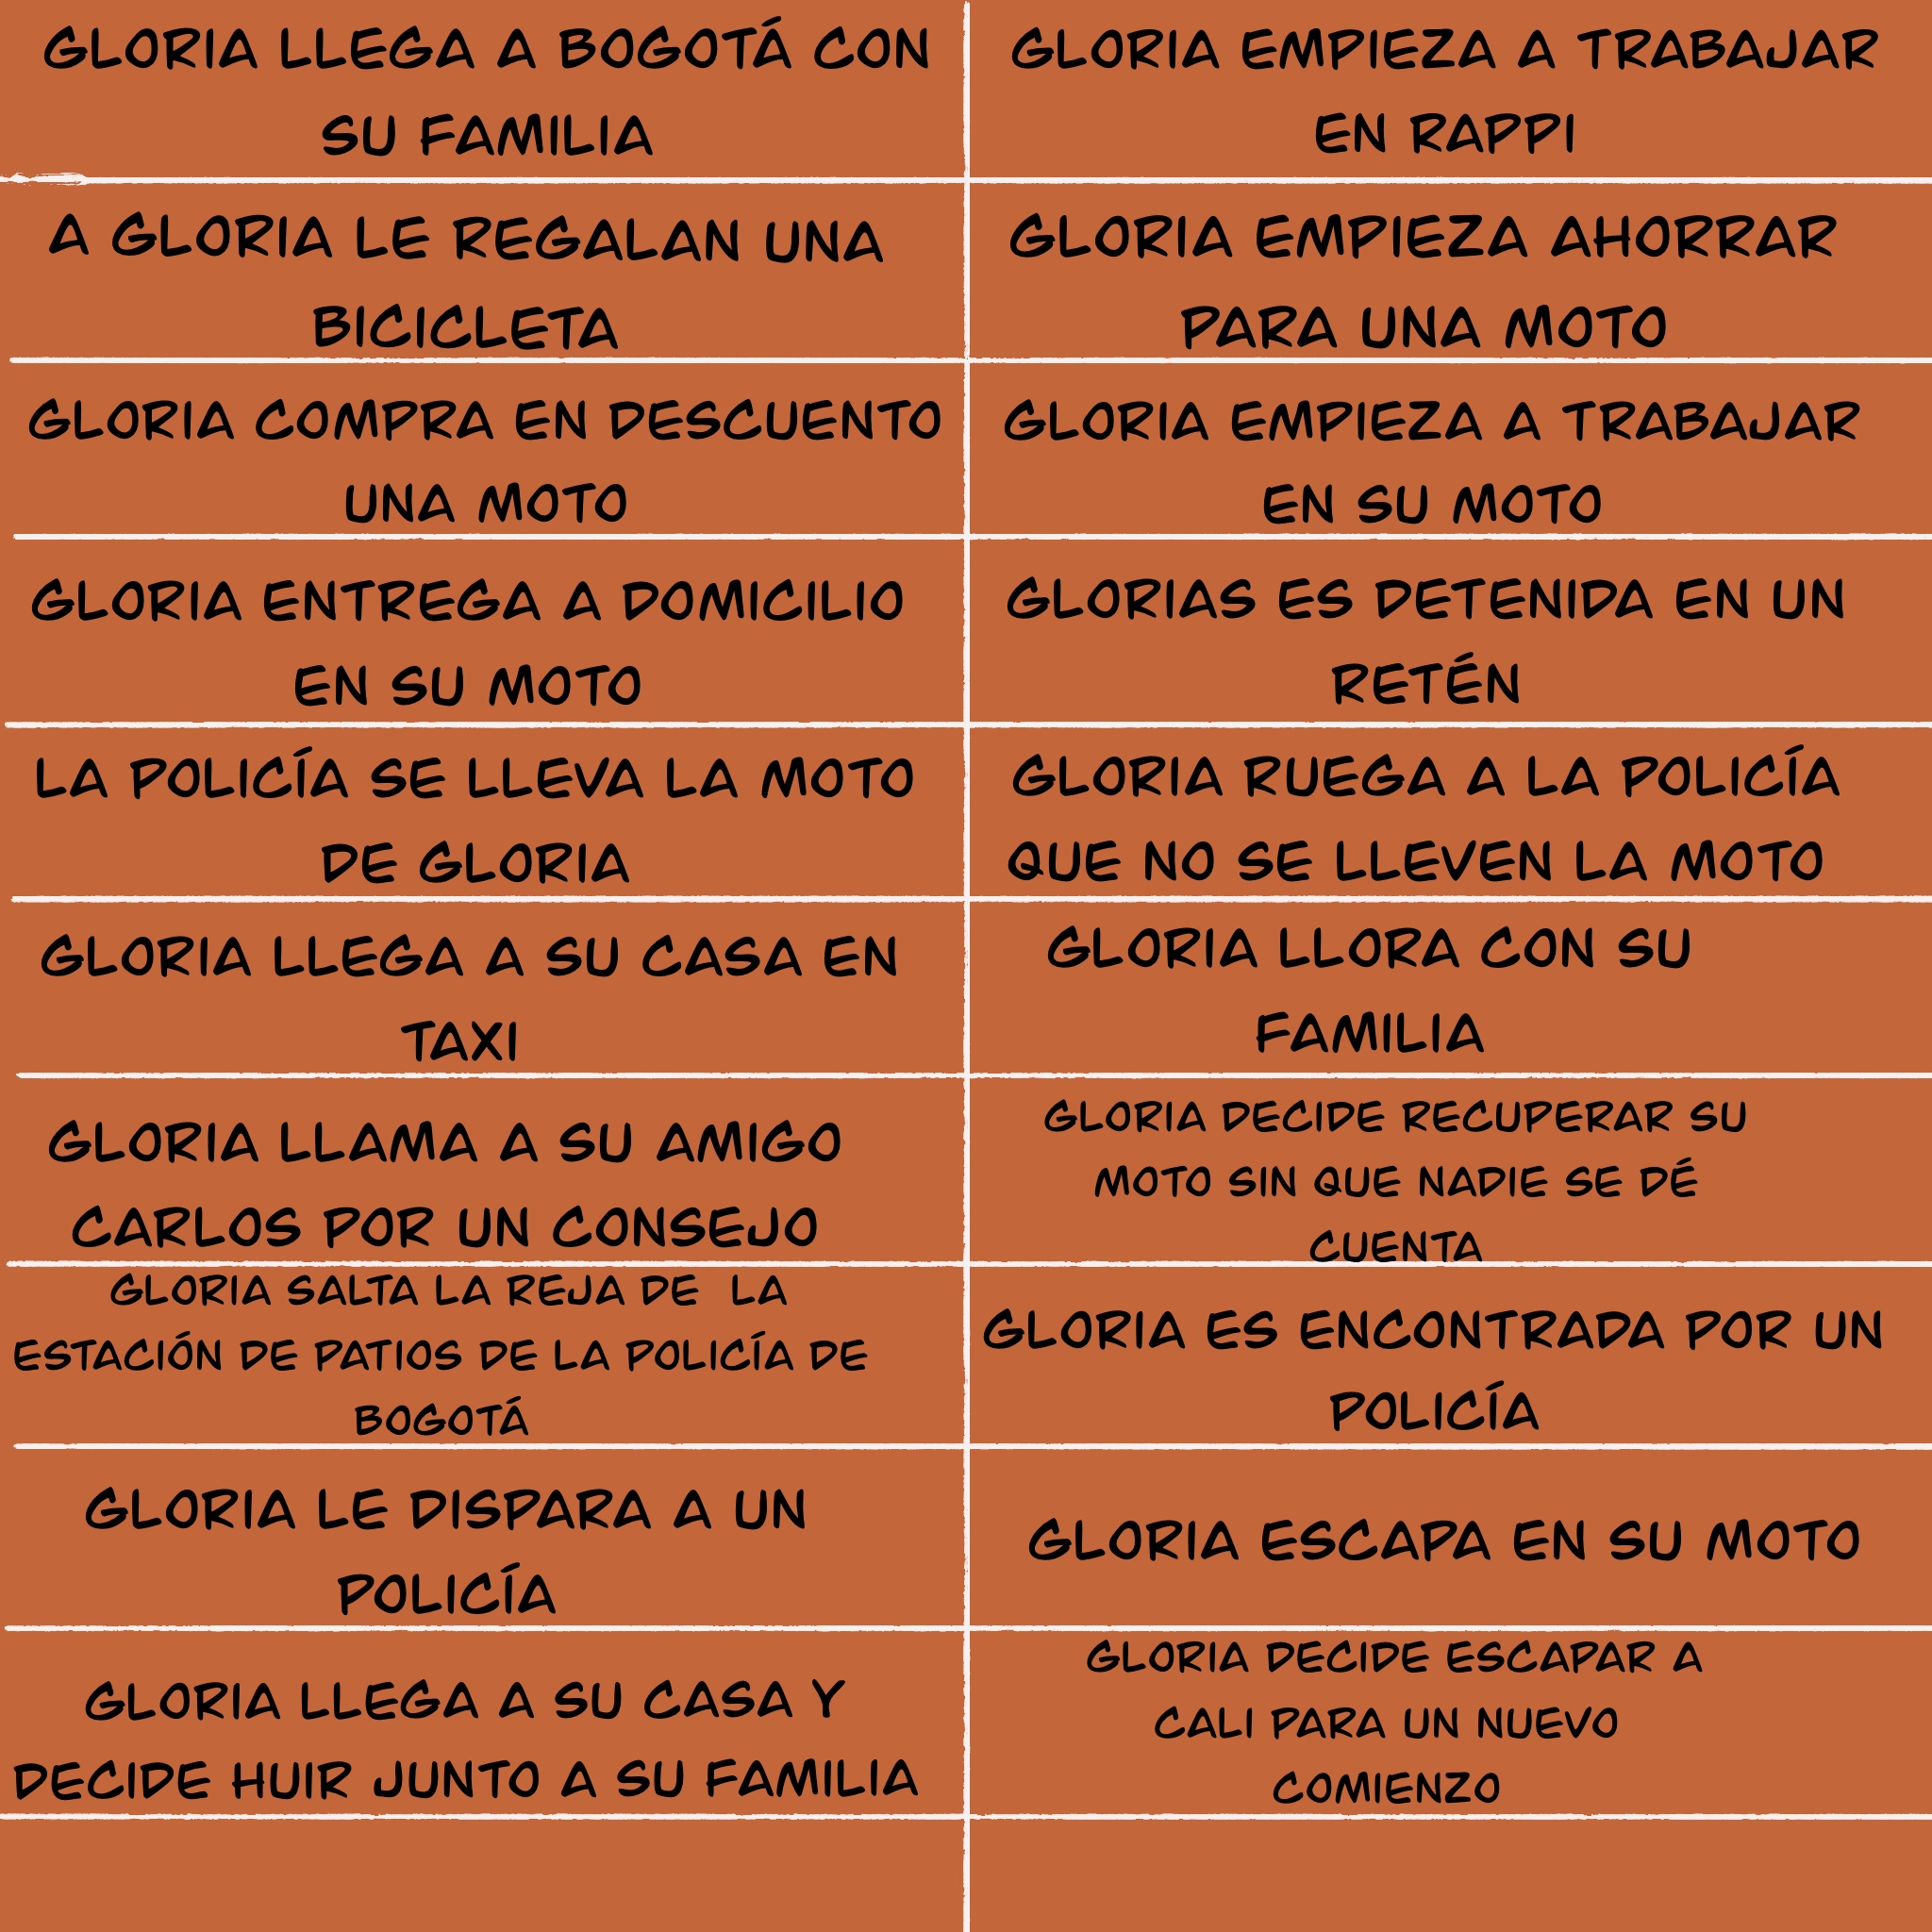 GLORIA LLEGA A BOGOTÁ CON
SU FAMILIA
GLORIA EMPIEZA A TRABAJAR
EN RAPPI
A GLORIA LE REGALAN UNA
BICICLETA
GLORIA EMPIEZA AHORRAR
PARA UNA MOTO
GLORIA COMPRA EN DESCUENTO
UNA MOTO
GLORIA EMPIEZA A TRABAJAR
EN SU MOTO
GLORIA ENTREGA A DOMICILIO
EN SU MOTO
GLORIAS ES DETENIDA EN UN
RETÉN
LA POLICÍA SE LLEVA LA MOTO
DE GLORIA
GLORIA RUEGA A LA POLICÍA
QUE NO SE LLEVEN LA MOTO
GLORIA LLEGA A SU CASA EN
TAXI
GLORIA LLORA CON SU
FAMILIA
GLORIA LLAMA A SU AMIGO
CARLOS POR UN CONSEJO
GLORIA DECIDE RECUPERAR SU
MOTO SIN QUE NADIE SE DÉ
CUENTA
GLORIA SALTA LA REJA DE LA
ESTACIÓN DE PATIOS DE LA POLICÍA DE
BOGOTÁ
GLORIA ES ENCONTRADA POR UN
POLICÍA
GLORIA LE DISPARA A UN
POLICÍA
GLORIA ESCAPA EN SU MOTO
GLORIA LLEGA A SU CASA Y
DECIDE HUIR JUNTO A SU FAMILIA
GLORIA DECIDE ESCAPAR A
CALI PARA UN NUEVO
COMIENZO